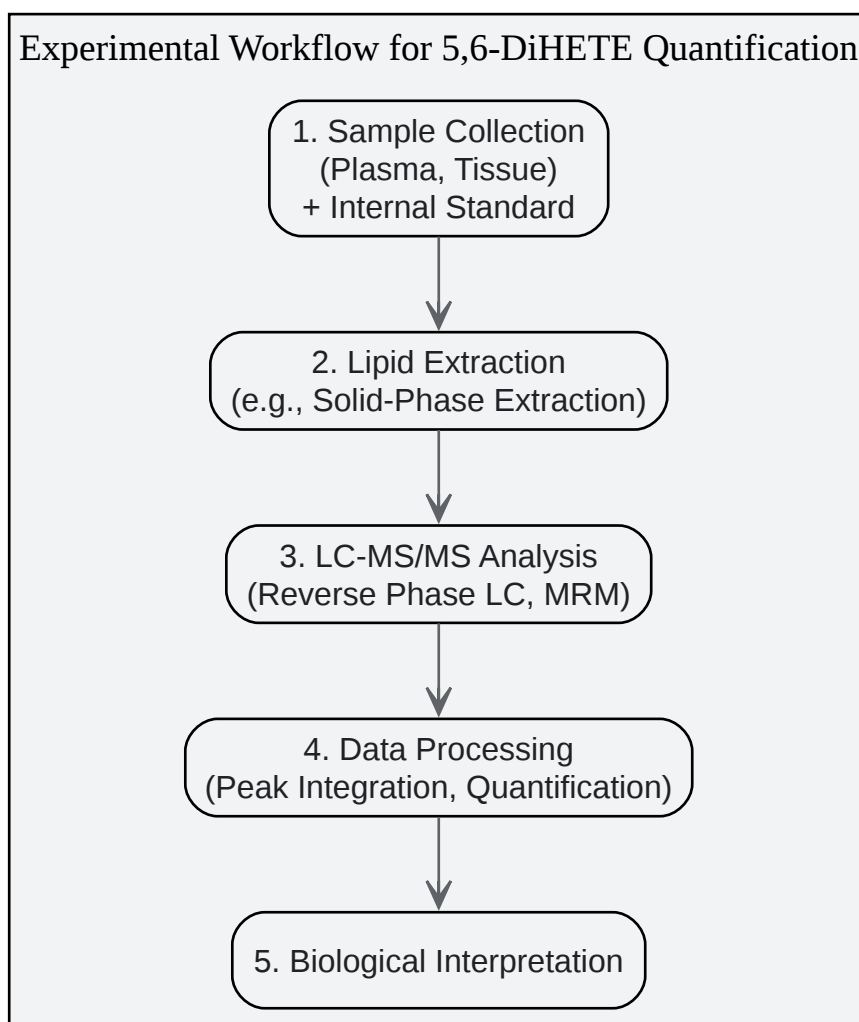 Experimental Workflow for 5,6-DiHETE Quantification
1. Sample Collection
(Plasma, Tissue)
+ Internal Standard
2. Lipid Extraction
(e.g., Solid-Phase Extraction)
3. LC-MS/MS Analysis
(Reverse Phase LC, MRM)
4. Data Processing
(Peak Integration, Quantification)
5. Biological Interpretation